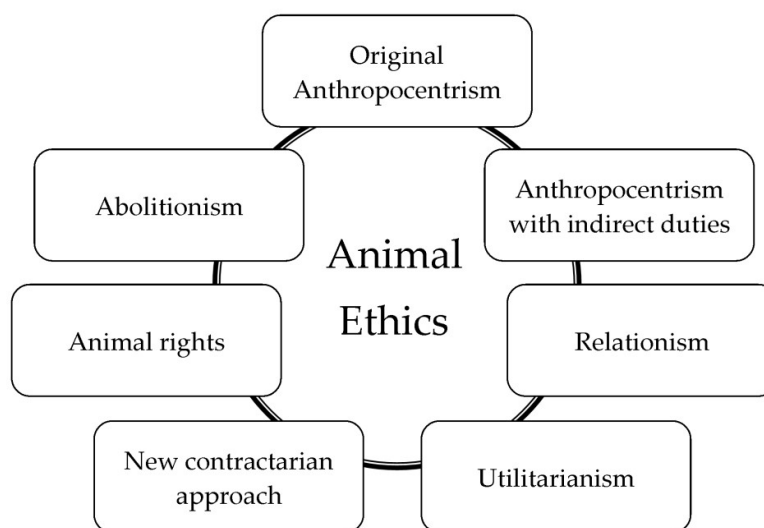 Original
Anthropocentrism
Abolitionism
Anthropocentrism
with indirect duties
Animal
Ethics
Animal rights
Relationism
New contractarian
approach
Utilitarianism